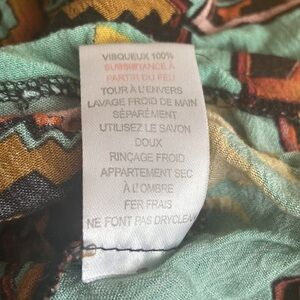 VISQUEUX 100%
SUBSISTANCE A
PARTIR DU FEU
TOUR À L'ENVERS
LAVAGE FROID DE MAIN
SÉPARÉMENT
UTILISEZ LE SAVON
DOUX
RINÇAGE FROID
APPARTEMENT SEC
À L'OMBRE
FER FRAIS
NE FONT PAS DRYCLEAN